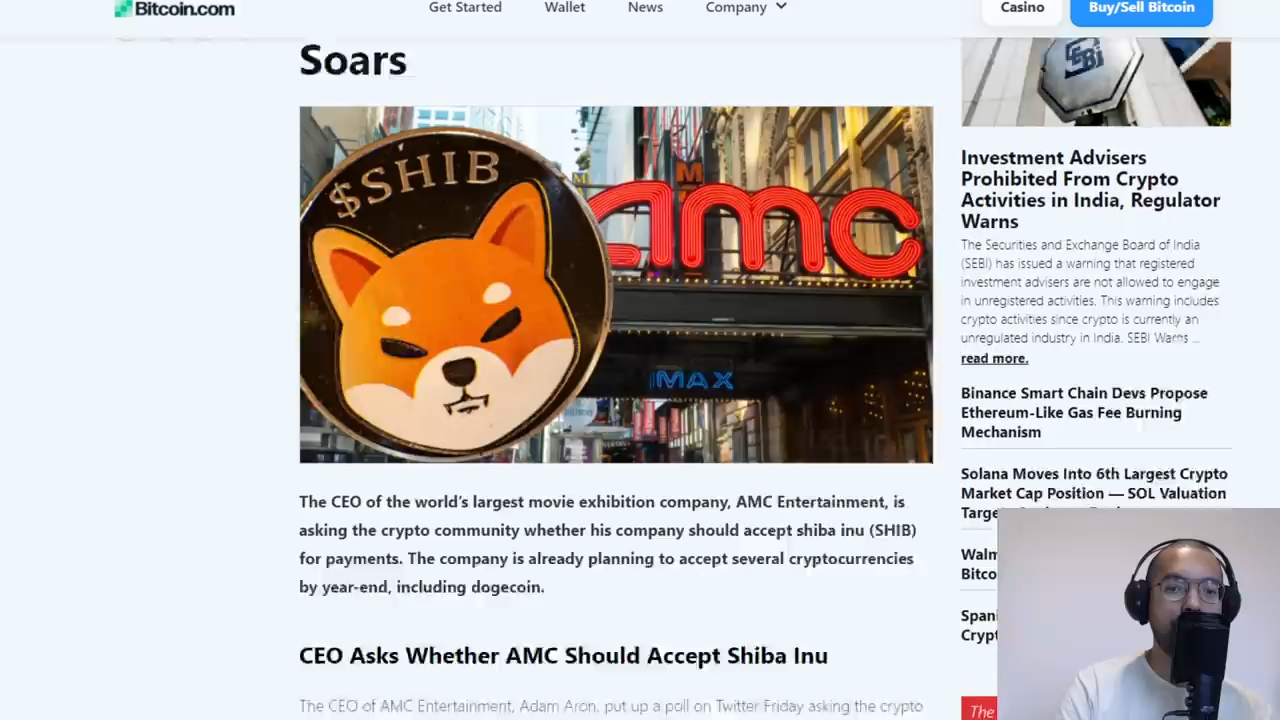 Bitcoin.com
Get Started
Wallet
News
Company
Casino
Buy/Sell Bitcoin
Soars
$SHIB
amc
IMAX
The CEO of the world's largest movie exhibition company, AMC Entertainment, is
asking the crypto community whether his company should accept shiba inu (SHIB)
for payments. The company is already planning to accept several cryptocurrencies
by year-end, including dogecoin.
CEO Asks Whether AMC Should Accept Shiba Inu
The CEO of AMC Entertainment, Adam Aron, put up a poll on Twitter Friday asking the crypto
SEBI
Investment Advisers
Prohibited From Crypto
Activities in India, Regulator
Warns
The Securities and Exchange Board of India
(SEBI) has issued a warning that registered
investment advisers are not allowed to engage
in unregistered activities. This warning includes
crypto activities since crypto is currently an
unregulated industry in India. SEBI Warns ...
read more.
Binance Smart Chain Devs Propose
Ethereum-Like Gas Fee Burning
Mechanism
Solana Moves Into 6th Largest Crypto
Market Cap Position — SOL Valuation
The